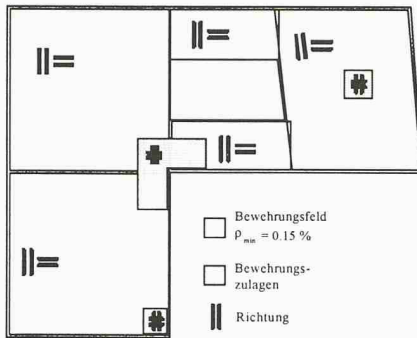 Bewehrungsfeld
ρmin = 0.15 %
Bewehrungs-
zulagen
Richtung